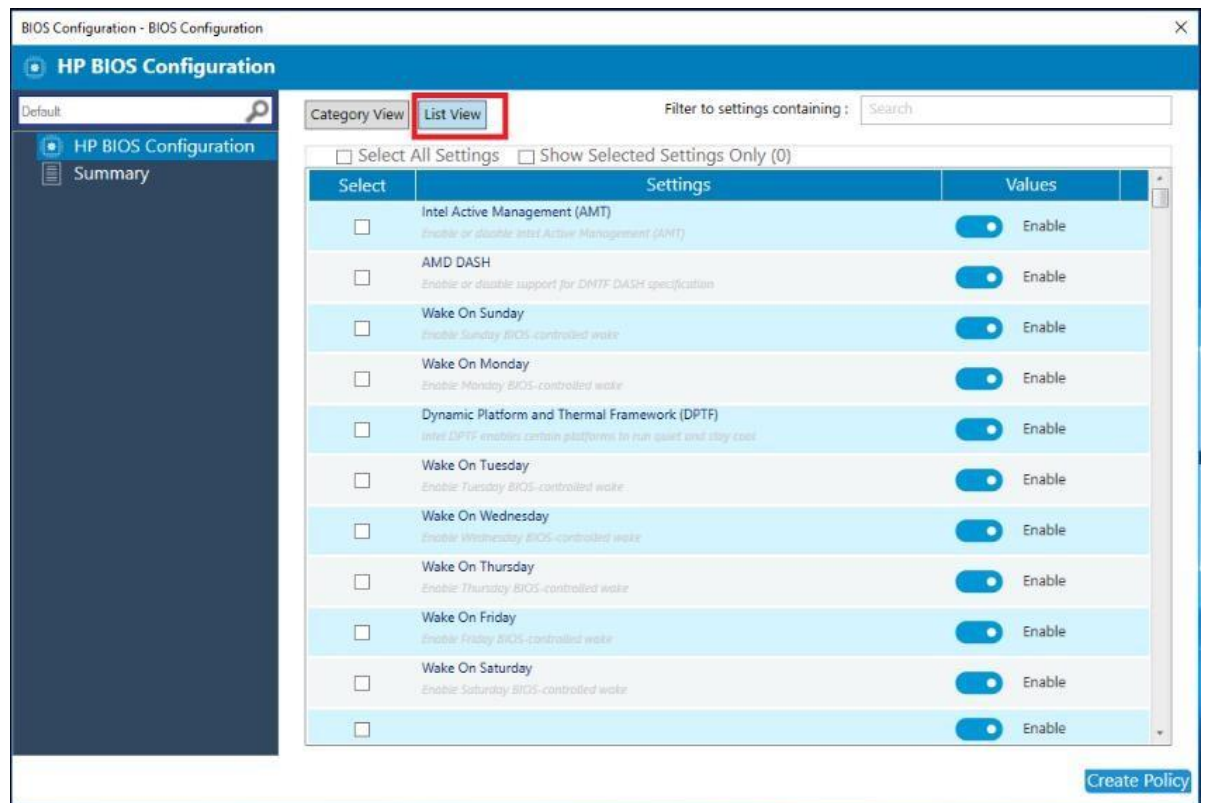 BIOS Configuration - BIOS Configuration
HP BIOS Configuration
Default
HP BIOS Configuration
Summary
Category View List View Filter to settings containing : Search
Select All Settings Show Selected Settings Only (0)
Select Settings Values
Intel Active Management (AMT)
Enable or disable Intel Active Management (AMT)
Enable
AMD DASH
Enable or disable support for DMTF DASH specification
Enable
Wake On Sunday
Enable Sunday BIOS-controlled wake
Enable
Wake On Monday
Enable Monday BIOS-controlled wake
Enable
Dynamic Platform and Thermal Framework (DPTF)
Intel DPTF enables certain platforms to run quiet and stay cool
Enable
Wake On Tuesday
Enable Tuesday BIOS-controlled wake
Enable
Wake On Wednesday
Enable Wednesday BIOS-controlled wake
Enable
Wake On Thursday
Enable Thursday BIOS-controlled wake
Enable
Wake On Friday
Enable Friday BIOS-controlled wake
Enable
Wake On Saturday
Enable Saturday BIOS-controlled wake
Enable
Enable
Create Policy